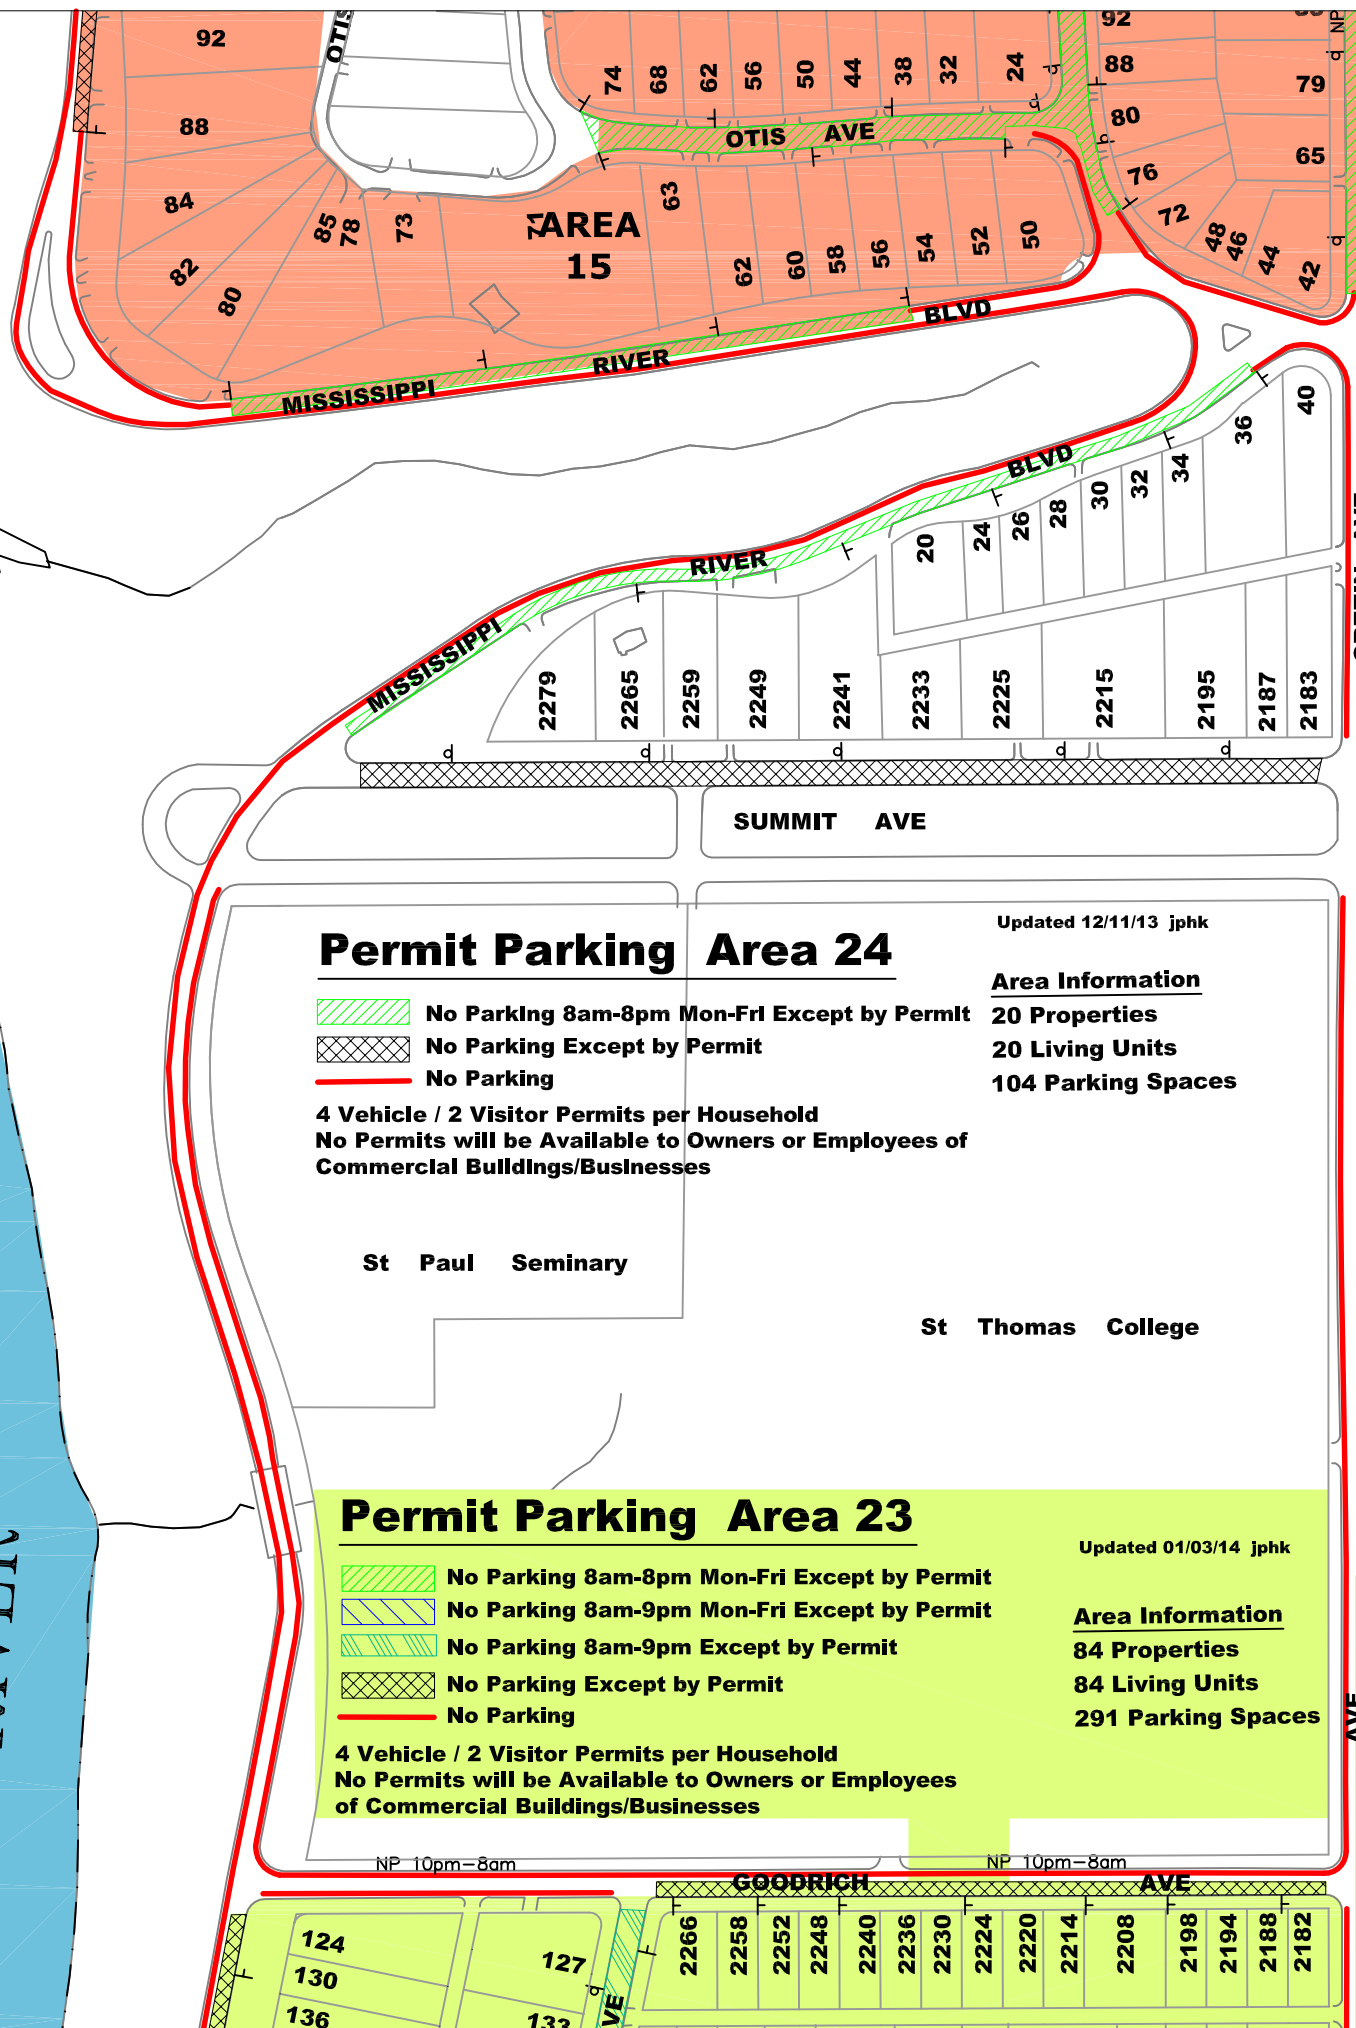 92
OTIS
74
68
62
56
50
44
38
32
24
92
88
NP
79
88
80
OTIS AVE
65
76
84
63
72
85
78
73
71
AREA
15
48
46
44
42
82
80
62
60
58
56
54
52
50
MISSISSIPPI RIVER BLVD
40
36
34
32
30
28
26
24
20
MISSISSIPPI RIVER BLVD
2279
2265
2259
2249
2241
2233
2225
2215
2195
2187
2183
SUMMIT AVE
Updated 12/11/13 jphk
Permit Parking Area 24
Area Information
No Parking 8am-8pm Mon-Fri Except by Permit
20 Properties
No Parking Except by Permit
20 Living Units
No Parking
104 Parking Spaces
4 Vehicle / 2 Visitor Permits per Household
No Permits will be Available to Owners or Employees of
Commercial Buildings/Businesses
St Paul Seminary
St Thomas College
Permit Parking Area 23
Updated 01/03/14 jphk
No Parking 8am-8pm Mon-Fri Except by Permit
No Parking 8am-9pm Mon-Fri Except by Permit
Area Information
No Parking 8am-9pm Except by Permit
84 Properties
No Parking Except by Permit
84 Living Units
No Parking
291 Parking Spaces
AVE
4 Vehicle / 2 Visitor Permits per Household
No Permits will be Available to Owners or Employees
of Commercial Buildings/Businesses
NP 10pm-8am
NP 10pm-8am
GOODRICH AVE
124
130
136
127
133
2266
2258
2252
2248
2240
2236
2230
2224
2220
2214
2208
2198
2194
2188
2182